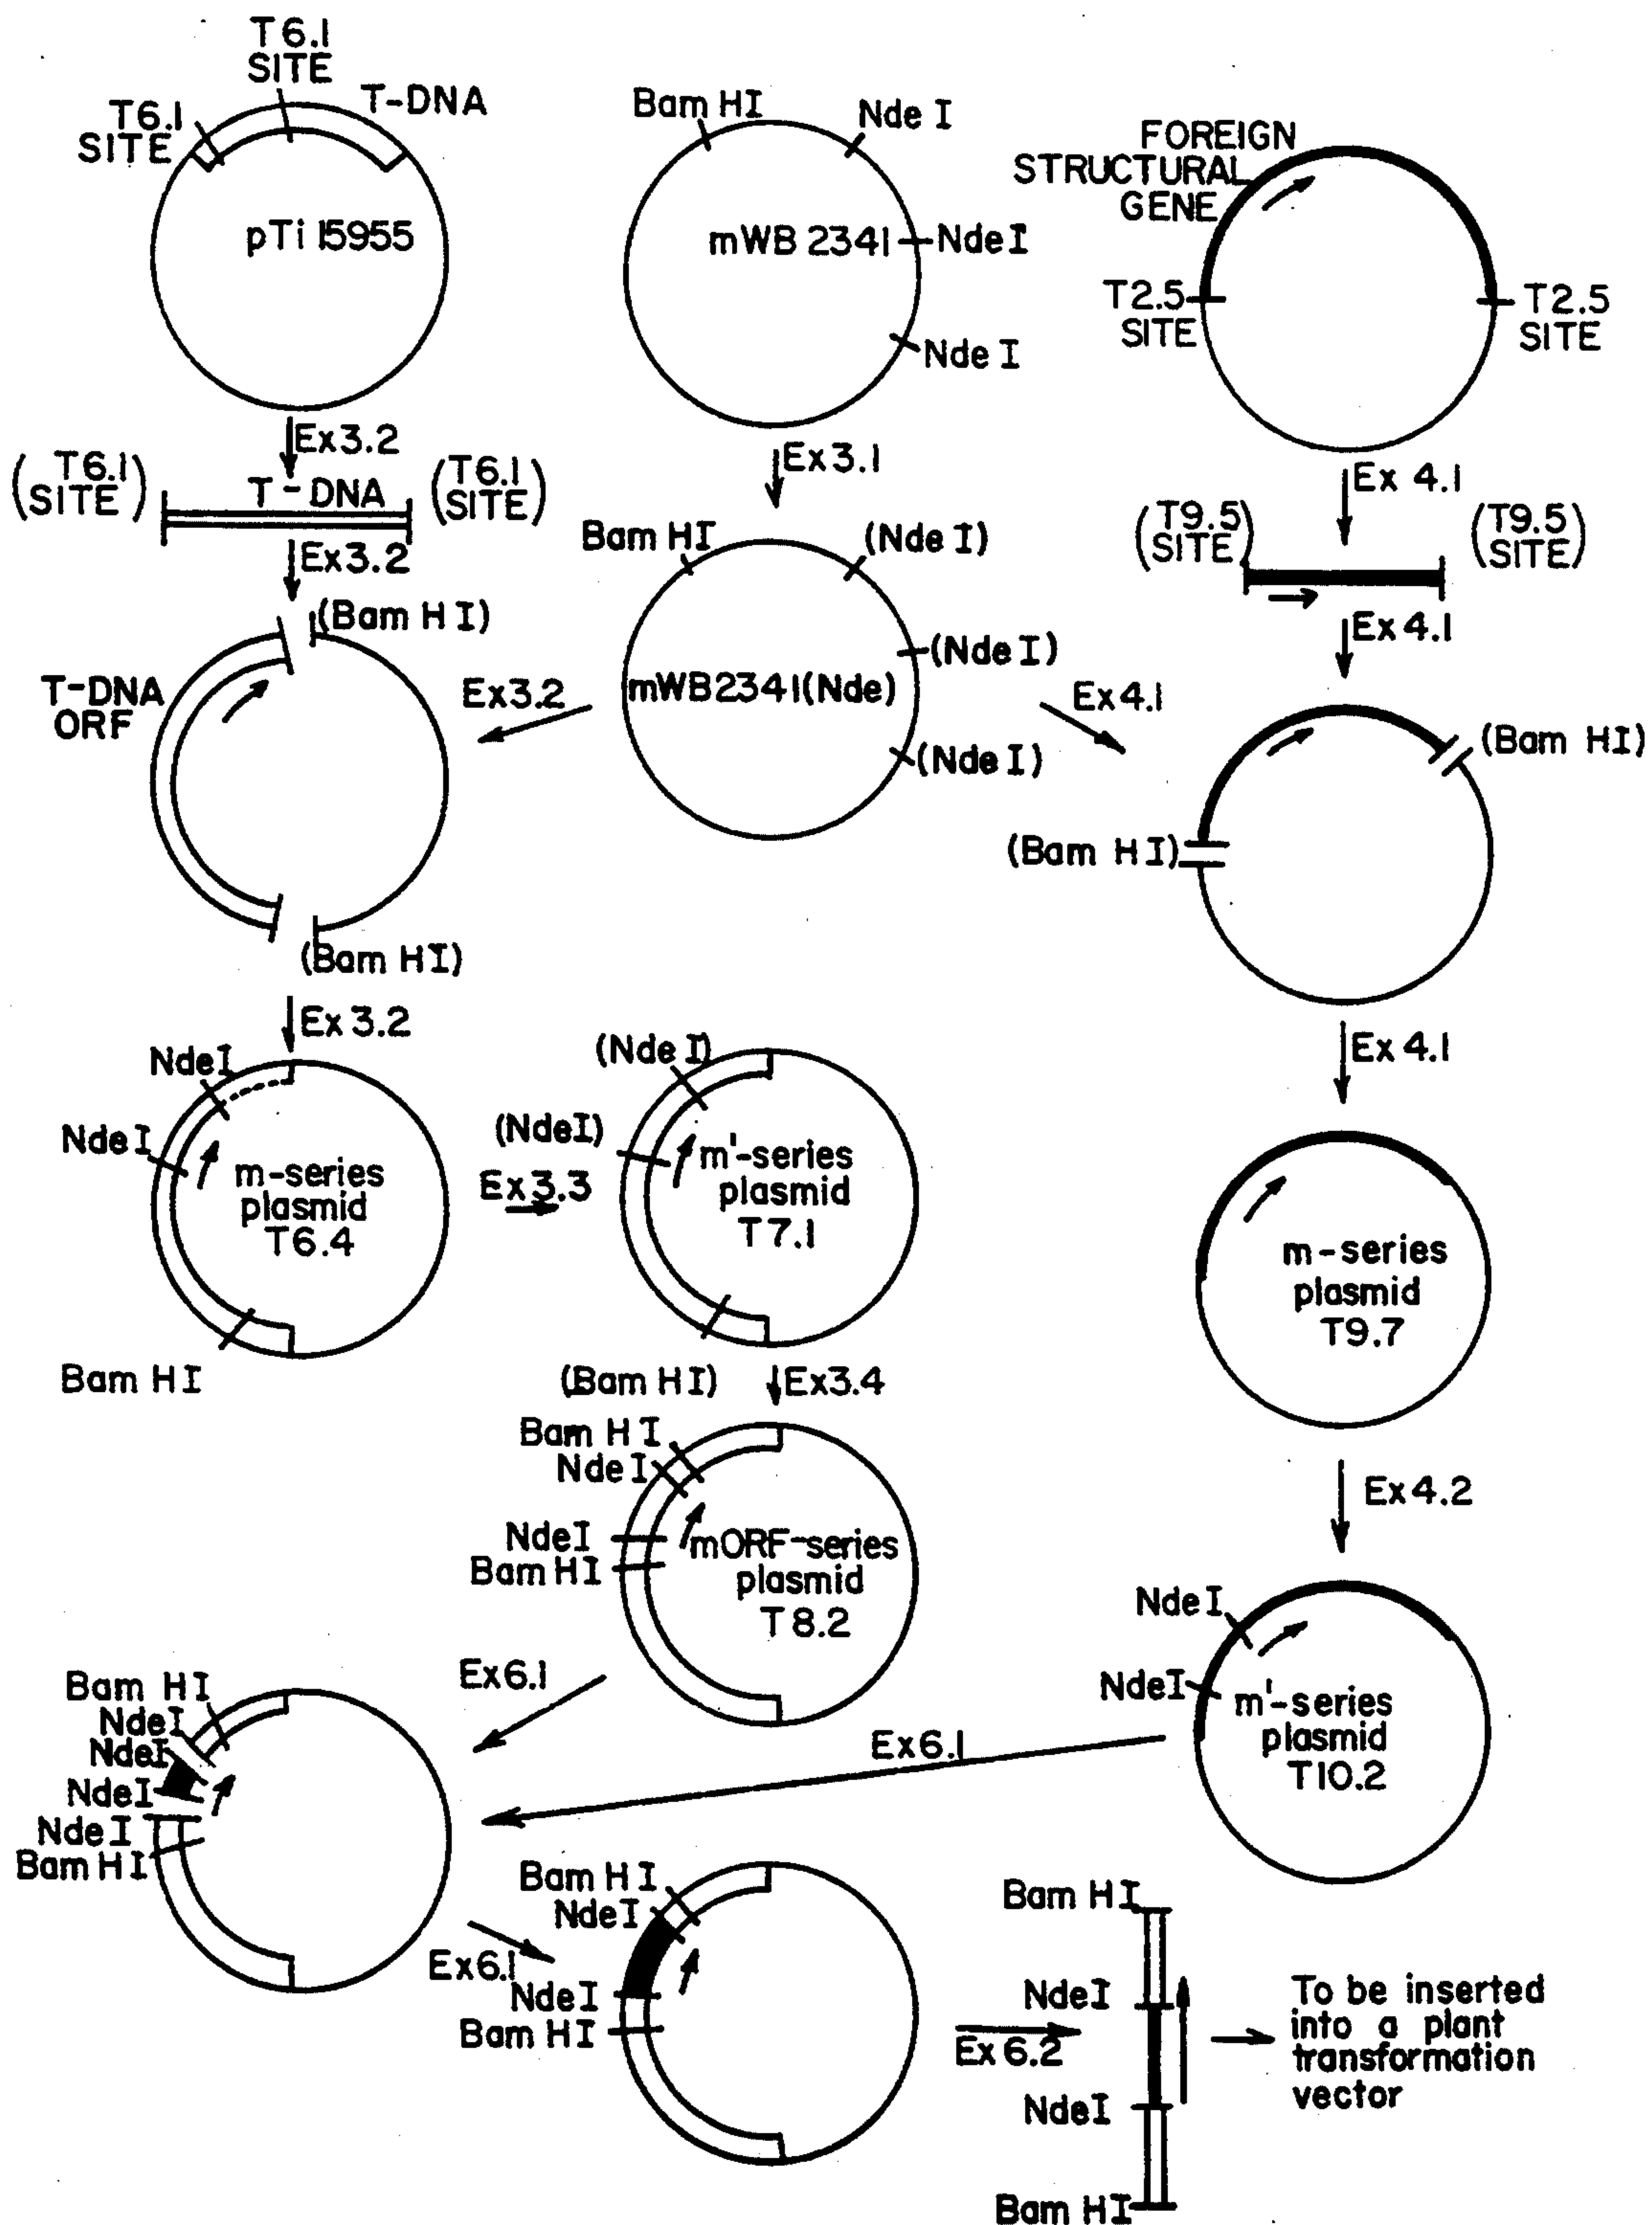 T6.1
SITE
T6.1
SITE
T-DNA
pTi 15955
Bam HI
Nde I
mWB 2341
NdeI
Nde I
FOREIGN
STRUCTURAL
GENE
T2.5
SITE
T2.5
SITE
Ex3.2
(T6.1
SITE)
T-DNA
(T6.1
SITE)
Ex3.2
Ex3.1
Ex 4.1
(T9.5
SITE)
(T9.5
SITE)
Ex4.1
(Bam HI)
T-DNA
ORF
(Bam HI)
Ex3.2
Bam HI
(Nde I)
(Nde I)
mWB2341(Nde)
(Nde I)
Ex4.1
(Bam HI)
(Bam HI)
Ex3.2
NdeI
NdeI
m-series
plasmid
T6.4
Bam HI
Ex3.3
(Nde I)
(NdeI)
m'-series
plasmid
T7.1
(Bam HI)
Ex3.4
Ex4.1
m-series
plasmid
T9.7
Ex4.2
Bam HI
NdeI
NdeI
Bam HI
mORF-series
plasmid
T8.2
NdeI
NdeI
m'-series
plasmid
T10.2
Ex6.1
Ex6.1
Bam HI
NdeI
NdeI
NdeI
NdeI
Bam HI
Ex6.1
Bam HI
NdeI
NdeI
Bam HI
Ex6.2
Bam HI
NdeI
NdeI
Bam HI
To be inserted
into a plant
transformation
vector